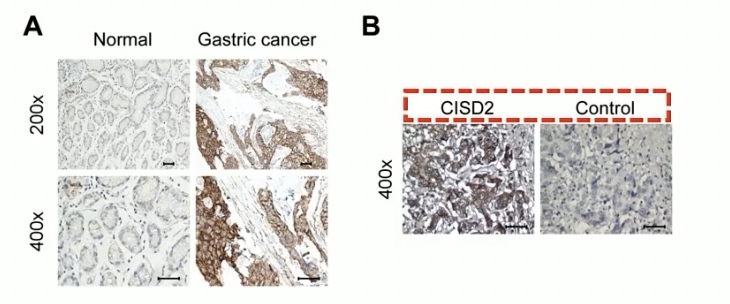 A
Normal Gastric cancer
200x
400x
B
CISD2 Control
400x